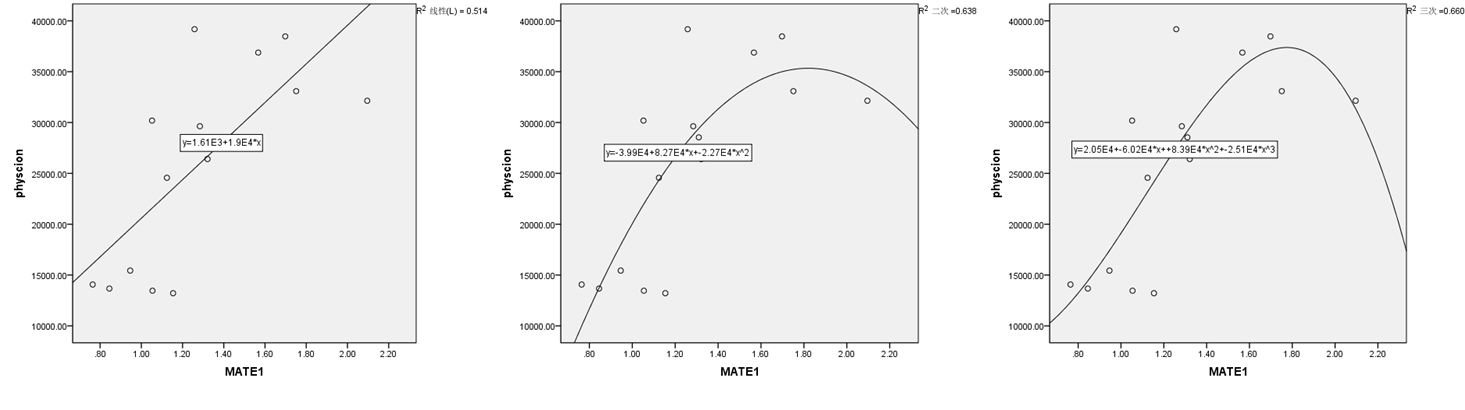 R² 线性(L) = 0.514
40000.00
35000.00
30000.00
25000.00
20000.00
15000.00
10000.00
physcion
y=1.61E3+1.9E4*x
.80 1.00 1.20 1.40 1.60 1.80 2.00 2.20
MATE1
R² 二次 =0.638
40000.00
35000.00
30000.00
25000.00
20000.00
15000.00
10000.00
physcion
y=-3.99E4+8.27E4*x+-2.27E4*x^2
.80 1.00 1.20 1.40 1.60 1.80 2.00 2.20
MATE1
R² 三次 =0.660
40000.00
35000.00
30000.00
25000.00
20000.00
15000.00
10000.00
physcion
y=2.05E4+-6.02E4*x++8.39E4*x^2+-2.51E4*x^3
.80 1.00 1.20 1.40 1.60 1.80 2.00 2.20
MATE1